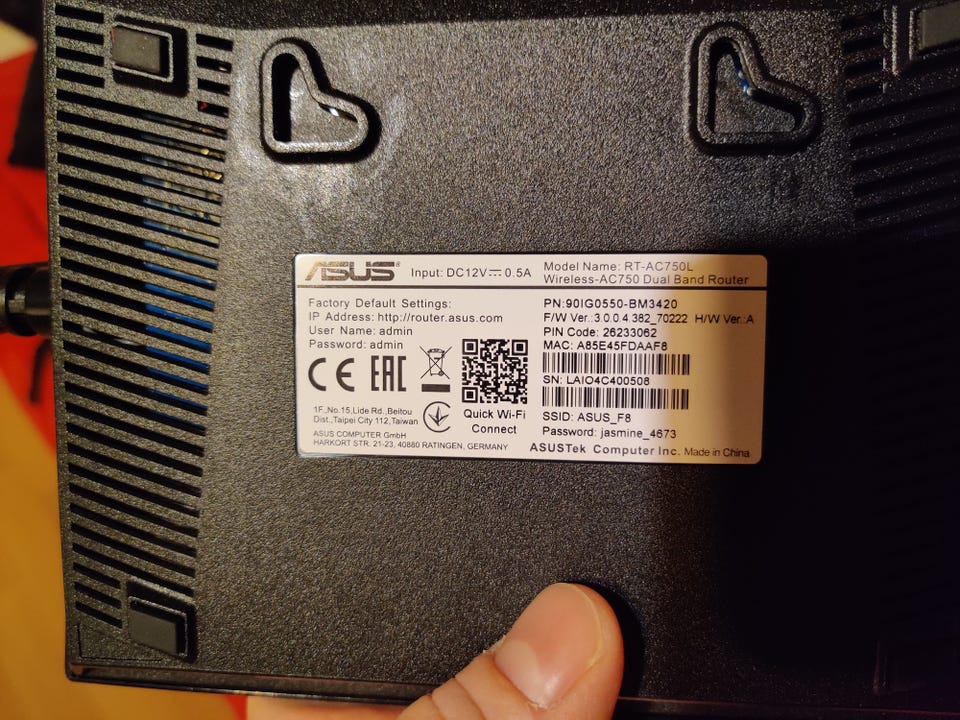 ASUS® Input: DC12V⎓0.5A
Model Name: RT-AC750L
Wireless-AC750 Dual Band Router
Factory Default Settings:
IP Address: http://router.asus.com
User Name: admin
Password: admin
CE EAC
Quick Wi-Fi
Connect
1F.,No.15,Lide Rd.,Beitou
Dist.,Taipei City 112,Taiwan
ASUS COMPUTER GmbH
HARKORT STR. 21-23, 40880 RATINGEN, GERMANY
PN:90IG0550-BM3420
F/W Ver.:3.0.0.4.382_70222 H/W Ver.:A
PIN Code: 26233062
MAC: A85E45FDAAF8
SN: LAIO4C400508
SSID: ASUS_F8
Password: jasmine_4673
ASUSTek Computer Inc. Made in China